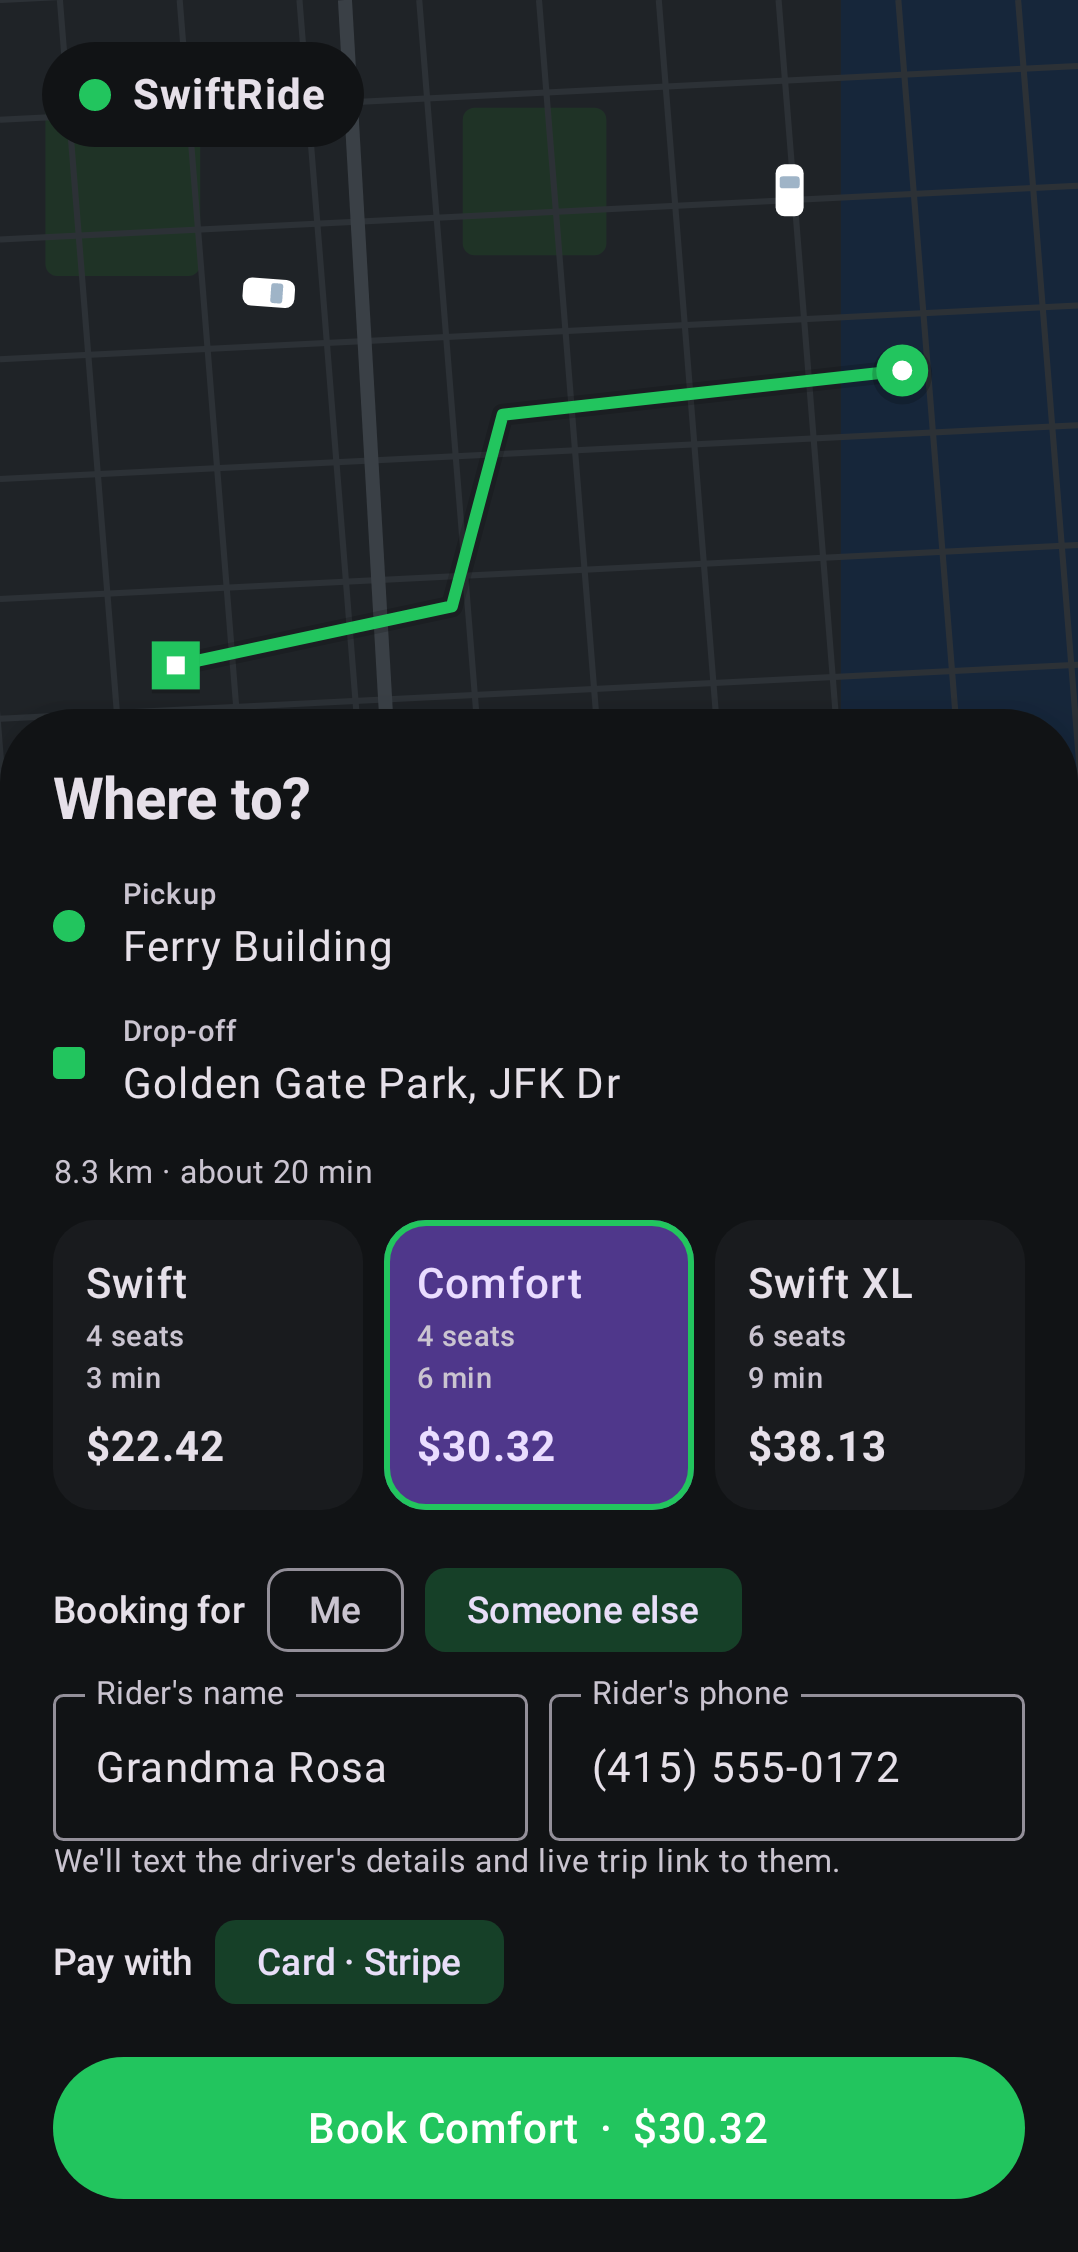 SwiftRide
Where to?
Pickup
Ferry Building
Drop-off
Golden Gate Park, JFK Dr
8.3 km · about 20 min
Swift
4 seats
3 min
$22.42
Comfort
4 seats
6 min
$30.32
Swift XL
6 seats
9 min
$38.13
Booking for Me Someone else
Rider's name
Grandma Rosa
Rider's phone
(415) 555-0172
We'll text the driver's details and live trip link to them.
Pay with Card · Stripe
Book Comfort · $30.32